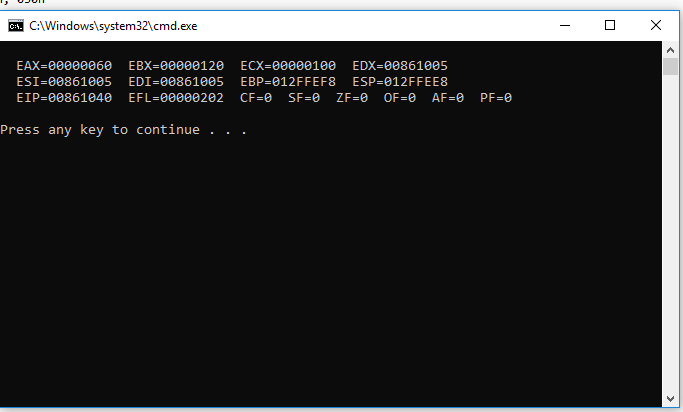 C:\Windows\system32\cmd.exe
EAX=00000060 EBX=00000120 ECX=00000100 EDX=00861005
ESI=00861005 EDI=00861005 EBP=012FFEF8 ESP=012FFEE8
EIP=00861040 EFL=00000202 CF=0 SF=0 ZF=0 OF=0 AF=0 PF=0
Press any key to continue . . .